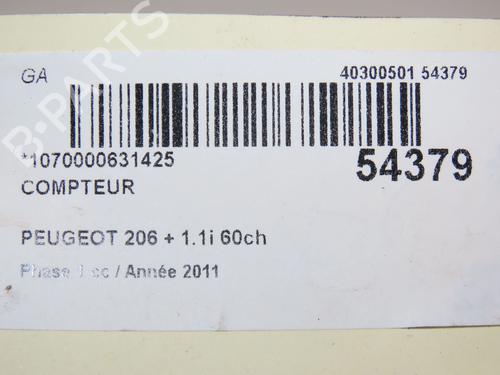 GA
40300501 54379
*1070000631425
54379
COMPTEUR
PEUGEOT 206 + 1.1i 60ch
Phase 1 cc / Année 2011
B-PARTS